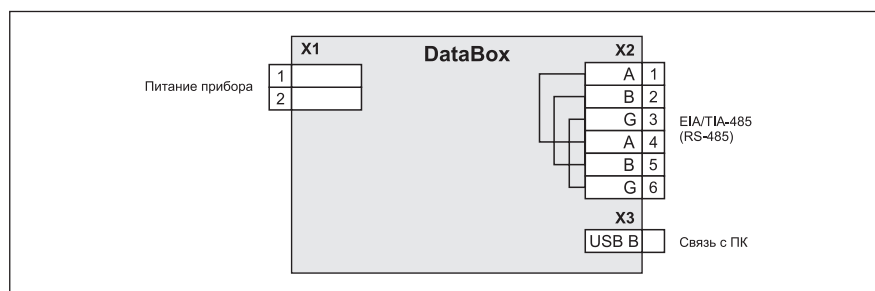 X1
DataBox
X2
Питание прибора
1
2
A 1
B 2
G 3
A 4
B 5
G 6
EIA/TIA-485
(RS-485)
X3
USB B
Связь с ПК